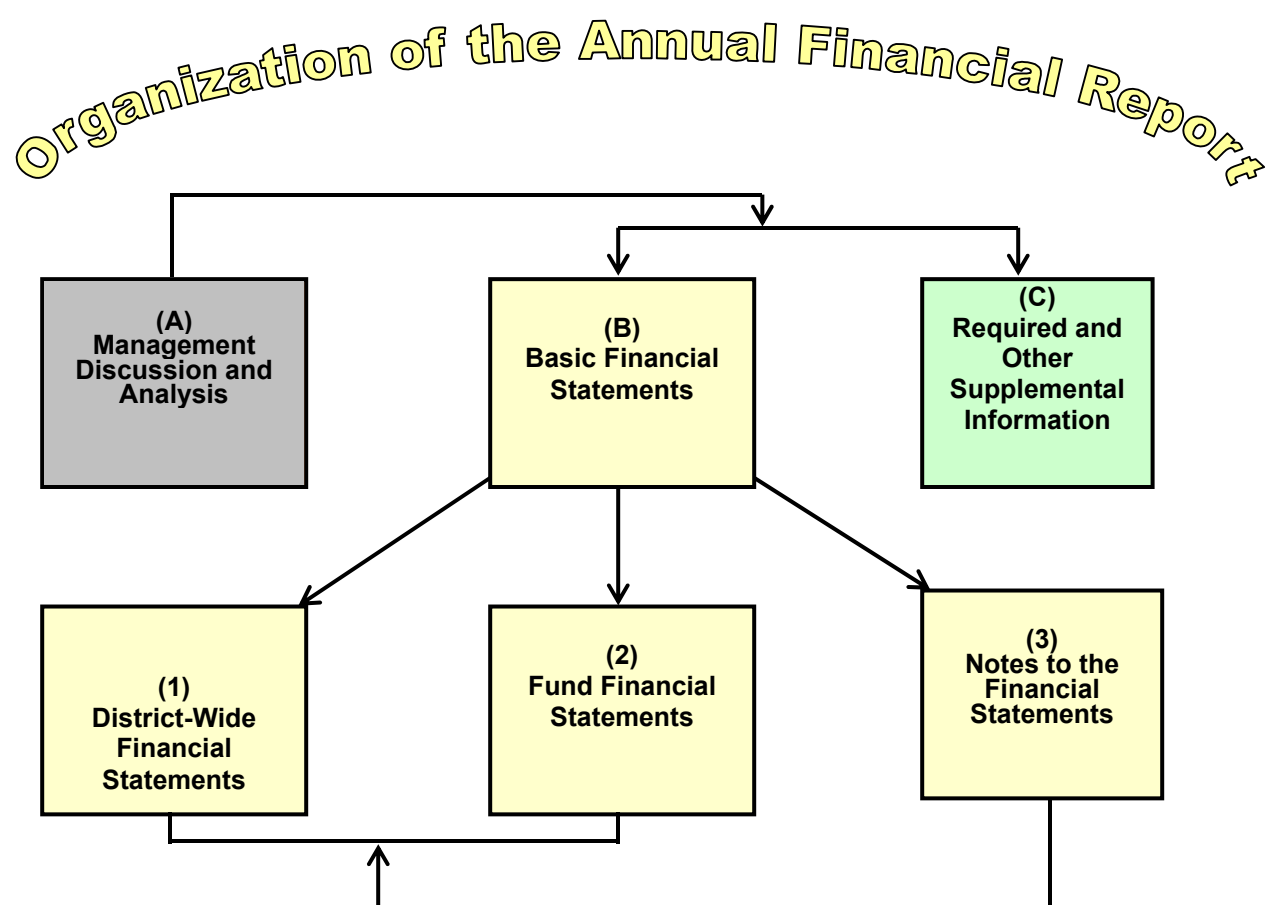 Organization of the Annual Financial Report
(A)
Management
Discussion and
Analysis
(B)
Basic Financial
Statements
(C)
Required and
Other
Supplemental
Information
(1)
District-Wide
Financial
Statements
(2)
Fund Financial
Statements
(3)
Notes to the
Financial
Statements